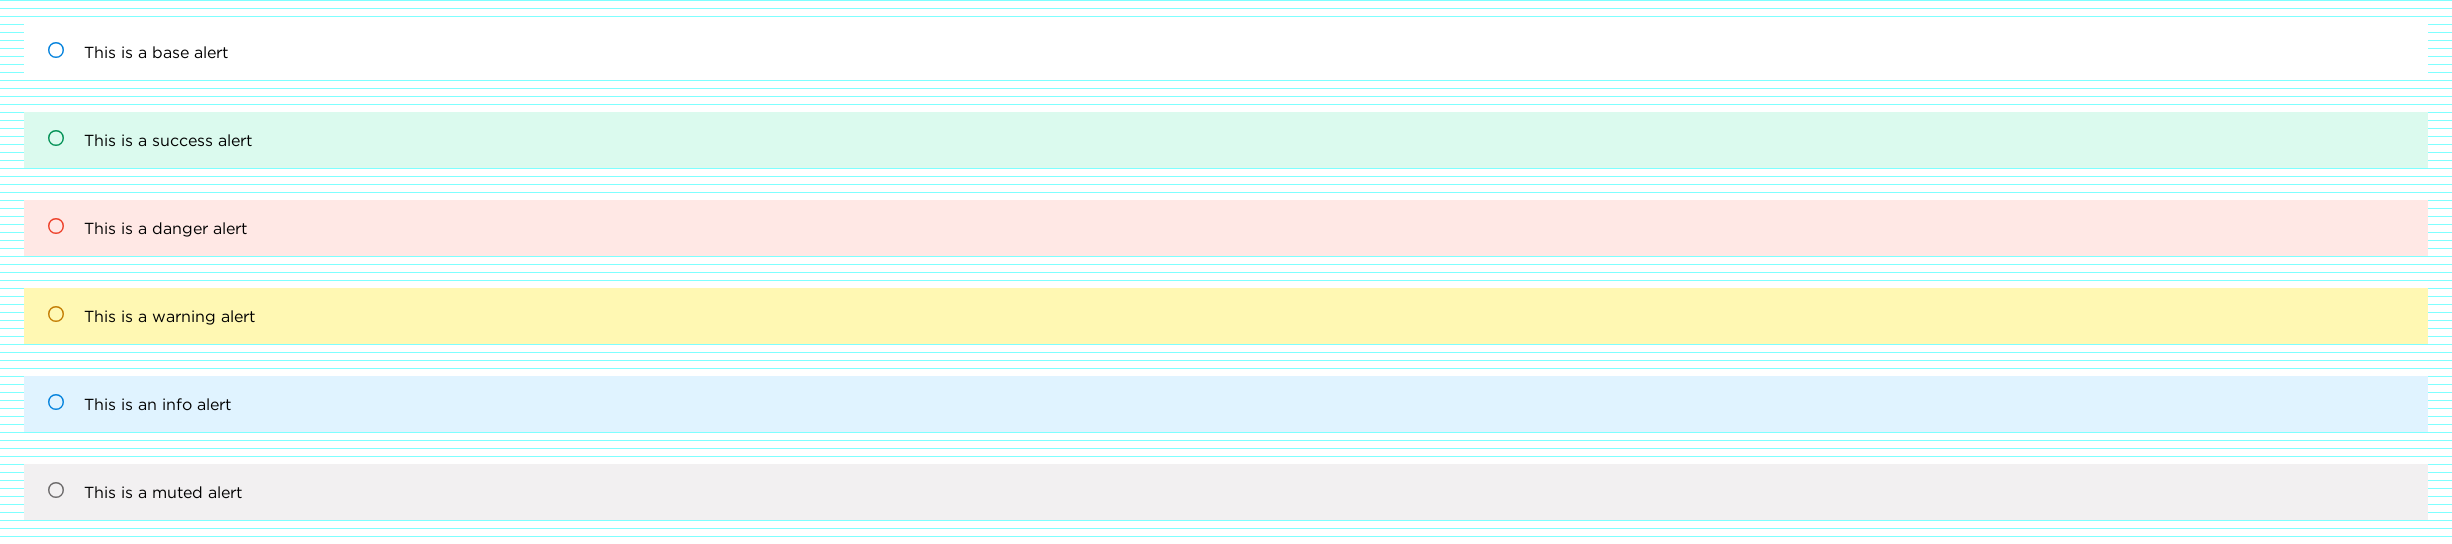 This is a base alert
This is a success alert
This is a danger alert
This is a warning alert
This is an info alert
This is a muted alert